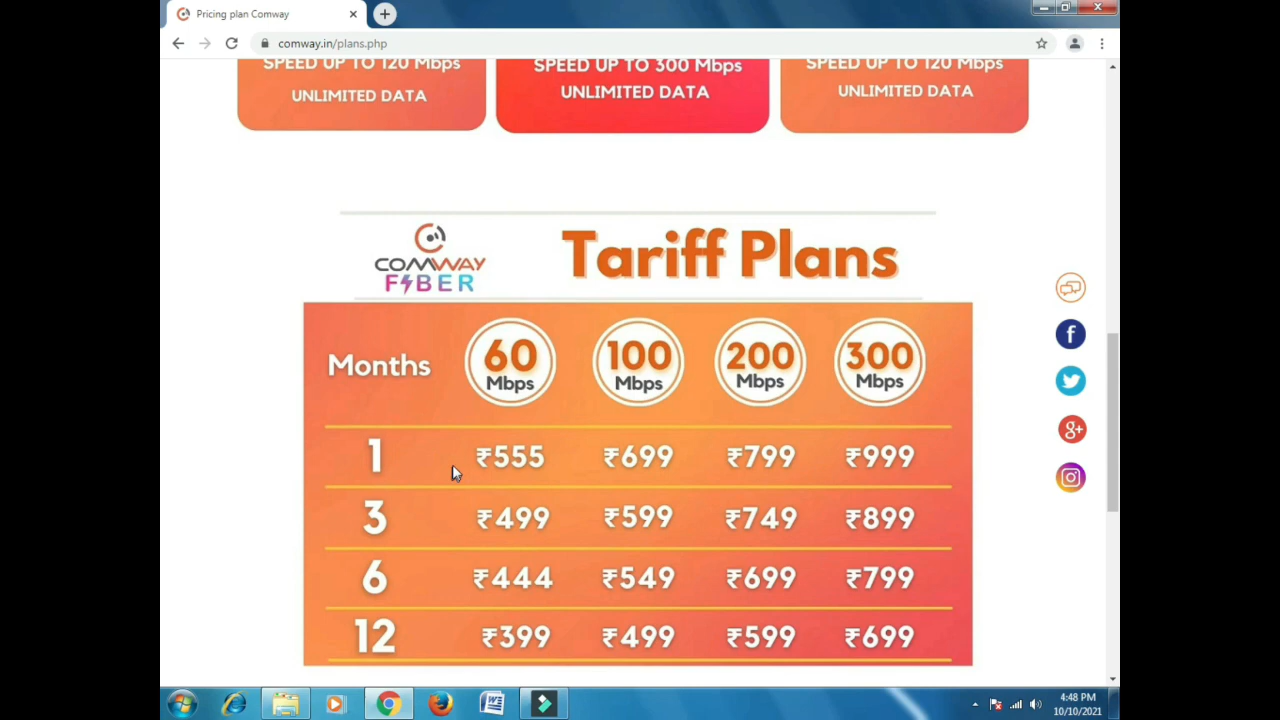 Pricing plan Comway
comway.in/plans.php
SPEED UP TO 120 Mbps
UNLIMITED DATA
SPEED UP TO 300 Mbps
UNLIMITED DATA
SPEED UP TO 120 Mbps
UNLIMITED DATA
COMWAY
FIBER
Tariff Plans
Months 60 Mbps 100 Mbps 200 Mbps 300 Mbps
1 ₹555 ₹699 ₹799 ₹999
3 ₹499 ₹599 ₹749 ₹899
6 ₹444 ₹549 ₹699 ₹799
12 ₹399 ₹499 ₹599 ₹699
4:48 PM
10/10/2021